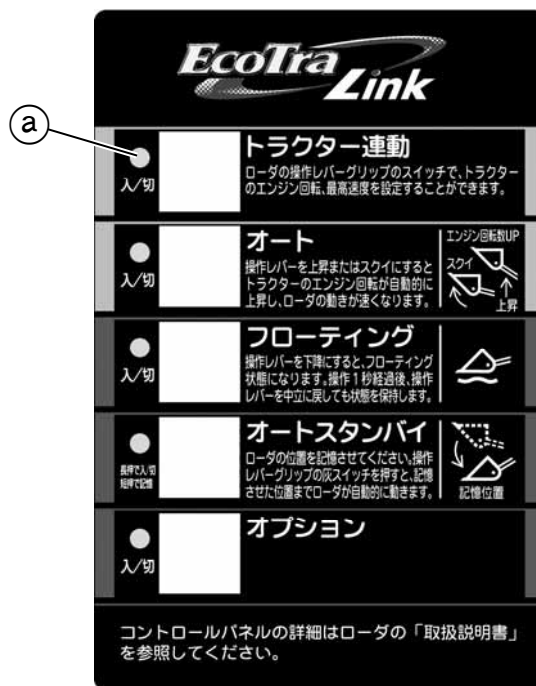 EcoTra
Link
a
トラクター連動
ローダの操作レバーグリップのスイッチで、トラクター
のエンジン回転、最高速度を設定することができます。
入/切
オート
操作レバーを上昇またはスクイにすると
トラクターのエンジン回転が自動的に
上昇し、ローダの動きが速くなります。
入/切
エンジン回転数UP
スクイ
上昇
フローティング
操作レバーを下降にすると、フローティング
状態になります。操作1秒経過後、操作
レバーを中立に戻しても状態を保持します。
入/切
オートスタンバイ
ローダの位置を記憶させてください。操作
レバーグリップの灰スイッチを押すと、記憶
させた位置までローダが自動的に動きます。
長押で入/切
短押で記憶
記憶位置
オプション
入/切
コントロールパネルの詳細はローダの「取扱説明書」
を参照してください。